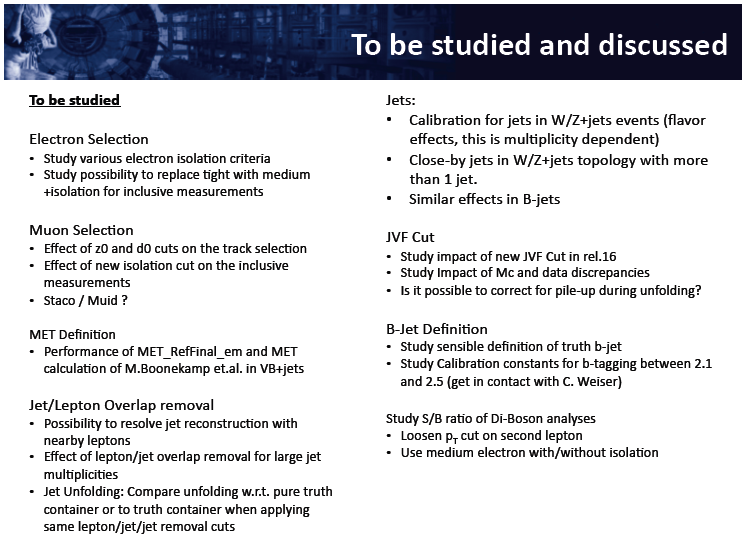 To be studied and discussed
To be studied
Electron Selection
• Study various electron isolation criteria
• Study possibility to replace tight with medium
+isolation for inclusive measurements
Muon Selection
• Effect of z0 and d0 cuts on the track selection
• Effect of new isolation cut on the inclusive
measurements
• Staco / Muid ?
MET Definition
• Performance of MET_RefFinal_em and MET
calculation of M.Boonekamp et.al. in VB+jets
Jet/Lepton Overlap removal
• Possibility to resolve jet reconstruction with
nearby leptons
• Effect of lepton/jet overlap removal for large jet
multiplicities
• Jet Unfolding: Compare unfolding w.r.t. pure truth
container or to truth container when applying
same lepton/jet/jet removal cuts
Jets:
• Calibration for jets in W/Z+jets events (flavor
effects, this is multiplicity dependent)
• Close-by jets in W/Z+jets topology with more
than 1 jet.
• Similar effects in B-jets
JVF Cut
• Study impact of new JVF Cut in rel.16
• Study Impact of Mc and data discrepancies
• Is it possible to correct for pile-up during unfolding?
B-Jet Definition
• Study sensible definition of truth b-jet
• Study Calibration constants for b-tagging between 2.1
and 2.5 (get in contact with C. Weiser)
Study S/B ratio of Di-Boson analyses
• Loosen pT cut on second lepton
• Use medium electron with/without isolation